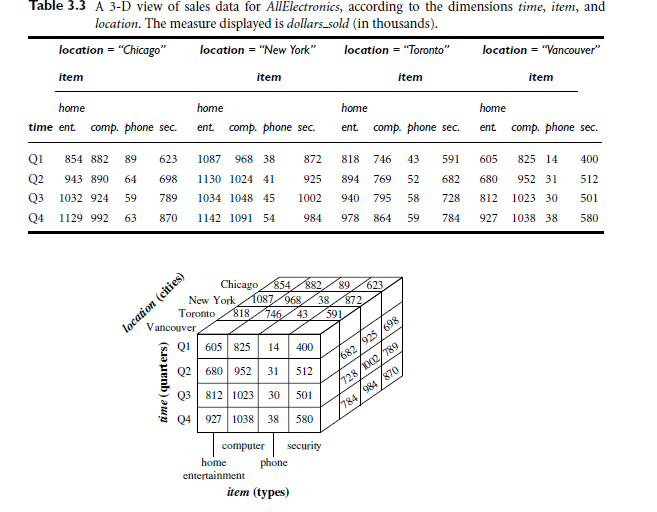 Table 3.3 A 3-D view of sales data for AllElectronics, according to the dimensions time, item, and
location. The measure displayed is dollars_sold (in thousands).
location = "Chicago" location = "New York" location = "Toronto" location = "Vancouver"
item item item item
home home home home
time ent. comp. phone sec. ent. comp. phone sec. ent. comp. phone sec. ent. comp. phone sec.
Q1 854 882 89 623 1087 968 38 872 818 746 43 591 605 825 14 400
Q2 943 890 64 698 1130 1024 41 925 894 769 52 682 680 952 31 512
Q3 1032 924 59 789 1034 1048 45 1002 940 795 58 728 812 1023 30 501
Q4 1129 992 63 870 1142 1091 54 984 978 864 59 784 927 1038 38 580
location (cities)
Chicago 854 882 89 623
New York 1087 968 38 872
Toronto 818 746 43 591
Vancouver
time (quarters)
Q1 605 825 14 400
Q2 680 952 31 512
Q3 812 1023 30 501
Q4 927 1038 38 580
682 925 698
728 1002 789
784 984 870
computer security
home phone
entertainment
item (types)